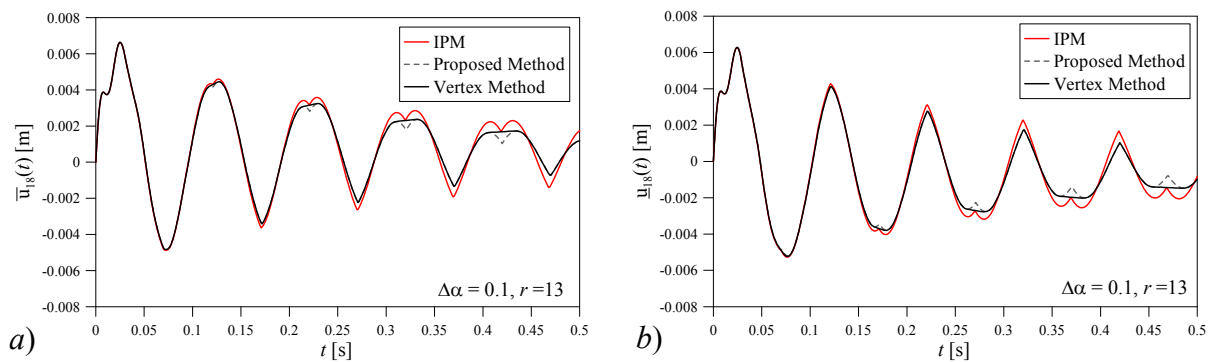 0.008
0.006
0.004
0.002
0
-0.002
-0.004
-0.006
-0.008
u̅₁₈(t) [m]
IPM
Proposed Method
Vertex Method
Δα = 0.1, r =13
0 0.05 0.1 0.15 0.2 0.25 0.3 0.35 0.4 0.45 0.5
t [s]
a)
0.008
0.006
0.004
0.002
0
-0.002
-0.004
-0.006
-0.008
u̲₁₈(t) [m]
IPM
Proposed Method
Vertex Method
Δα = 0.1, r =13
0 0.05 0.1 0.15 0.2 0.25 0.3 0.35 0.4 0.45 0.5
t [s]
b)